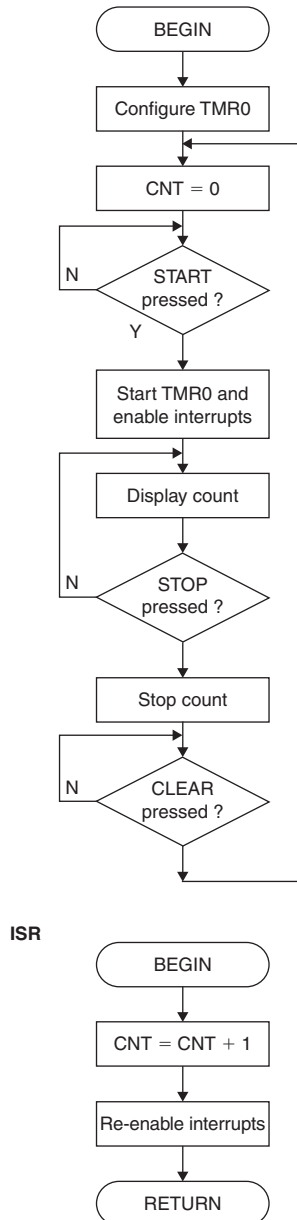 BEGIN
Configure TMR0
CNT = 0
N
START
pressed ?
Y
Start TMR0 and
enable interrupts
Display count
N
STOP
pressed ?
Stop count
N
CLEAR
pressed ?
ISR
BEGIN
CNT = CNT + 1
Re-enable interrupts
RETURN